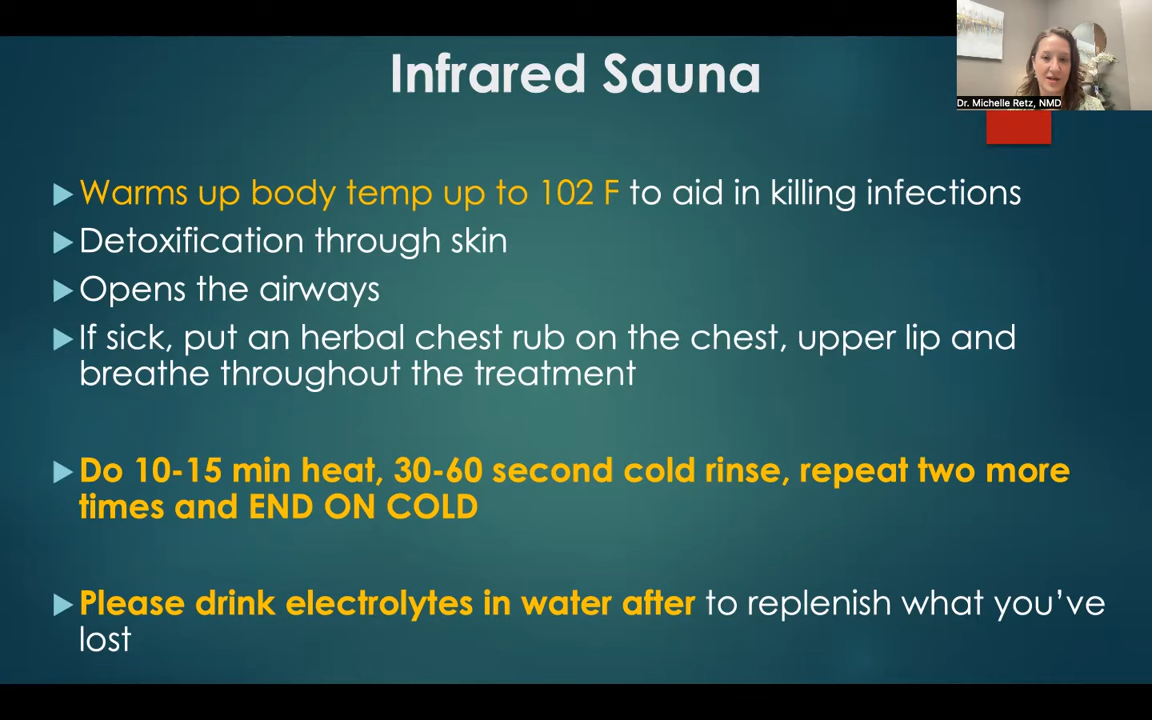 Infrared Sauna
Dr. Michelle Retz, NMD
Warms up body temp up to 102 F to aid in killing infections
Detoxification through skin
Opens the airways
If sick, put an herbal chest rub on the chest, upper lip and
breathe throughout the treatment
Do 10-15 min heat, 30-60 second cold rinse, repeat two more
times and END ON COLD
Please drink electrolytes in water after to replenish what you’ve
lost